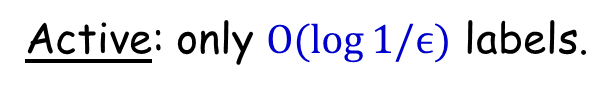 Active: only O(log 1/ϵ) labels.